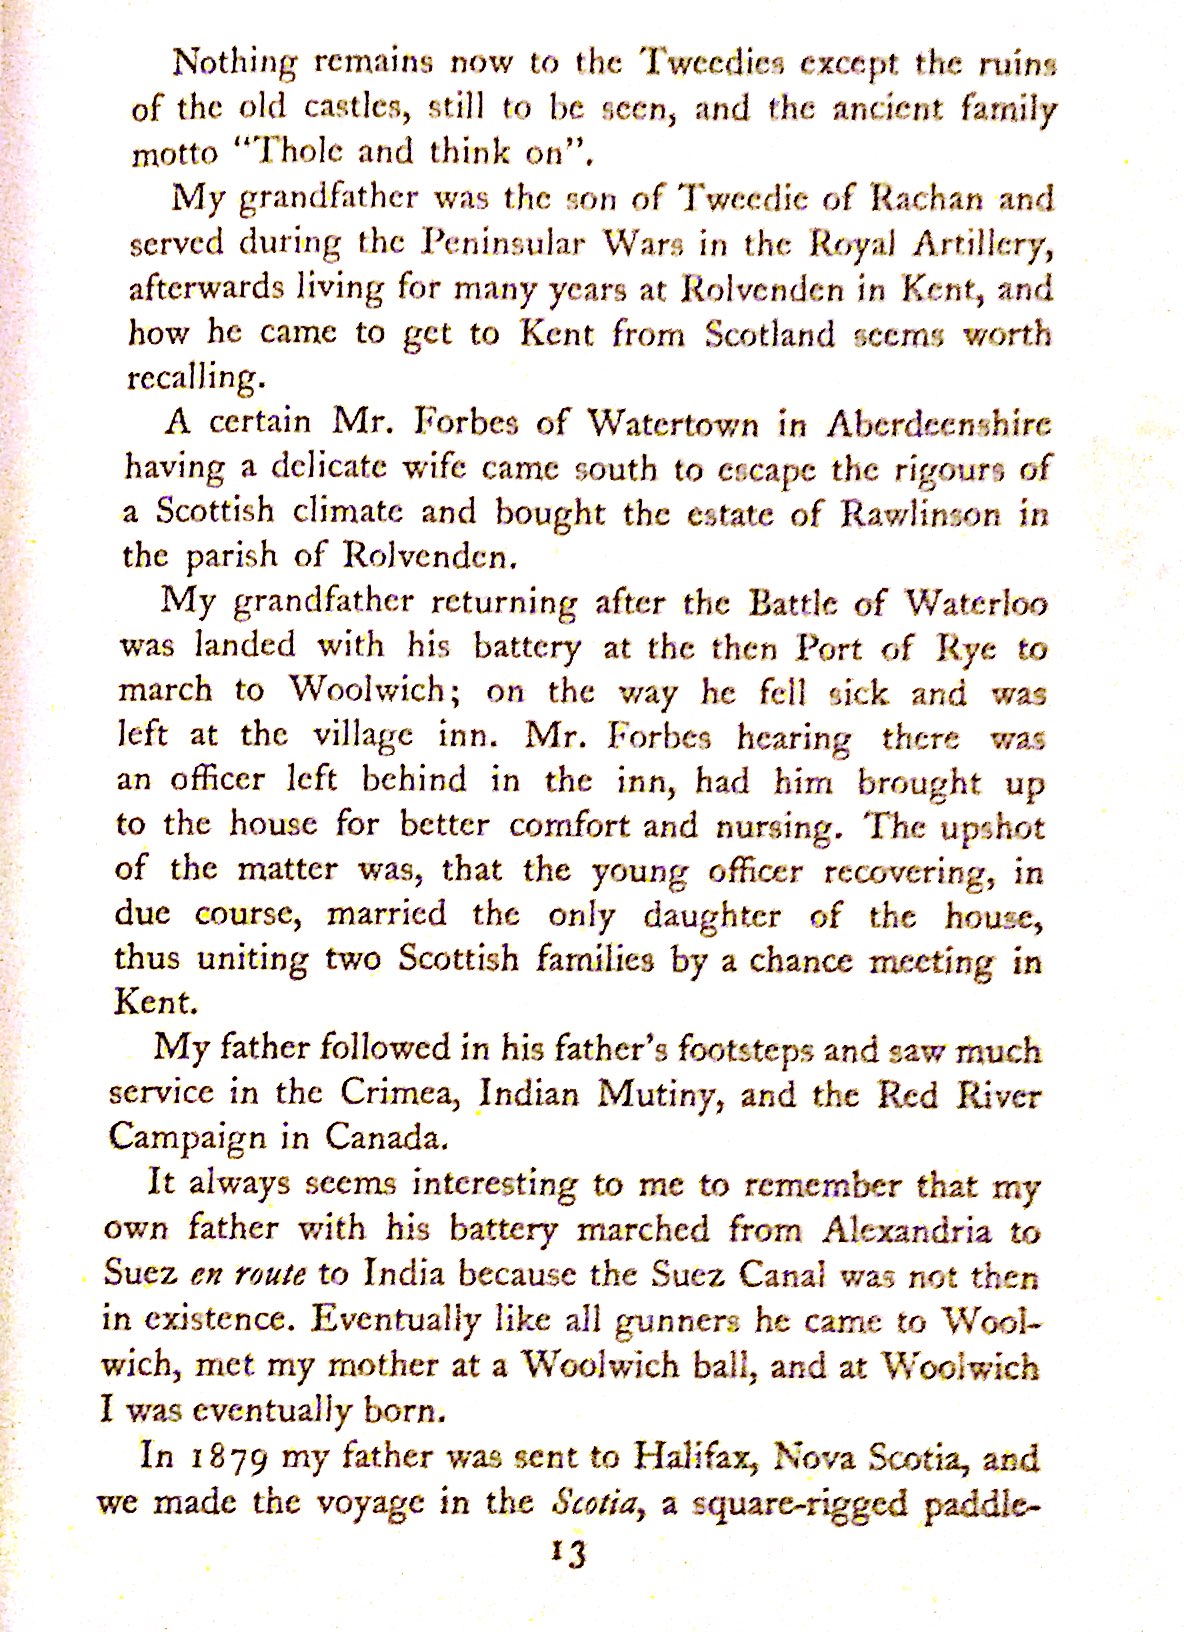 Nothing remains now to the Tweedies except the ruins
of the old castles, still to be seen, and the ancient family
motto “Thole and think on”.
My grandfather was the son of Tweedie of Rachan and
served during the Peninsular Wars in the Royal Artillery,
afterwards living for many years at Rolvenden in Kent, and
how he came to get to Kent from Scotland seems worth
recalling.
A certain Mr. Forbes of Watertown in Aberdeenshire
having a delicate wife came south to escape the rigours of
a Scottish climate and bought the estate of Rawlinson in
the parish of Rolvenden.
My grandfather returning after the Battle of Waterloo
was landed with his battery at the then Port of Rye to
march to Woolwich; on the way he fell sick and was
left at the village inn. Mr. Forbes hearing there was
an officer left behind in the inn, had him brought up
to the house for better comfort and nursing. The upshot
of the matter was, that the young officer recovering, in
due course, married the only daughter of the house,
thus uniting two Scottish families by a chance meeting in
Kent.
My father followed in his father’s footsteps and saw much
service in the Crimea, Indian Mutiny, and the Red River
Campaign in Canada.
It always seems interesting to me to remember that my
own father with his battery marched from Alexandria to
Suez en route to India because the Suez Canal was not then
in existence. Eventually like all gunners he came to Wool-
wich, met my mother at a Woolwich ball, and at Woolwich
I was eventually born.
In 1879 my father was sent to Halifax, Nova Scotia, and
we made the voyage in the Scotia, a square-rigged paddle-
13